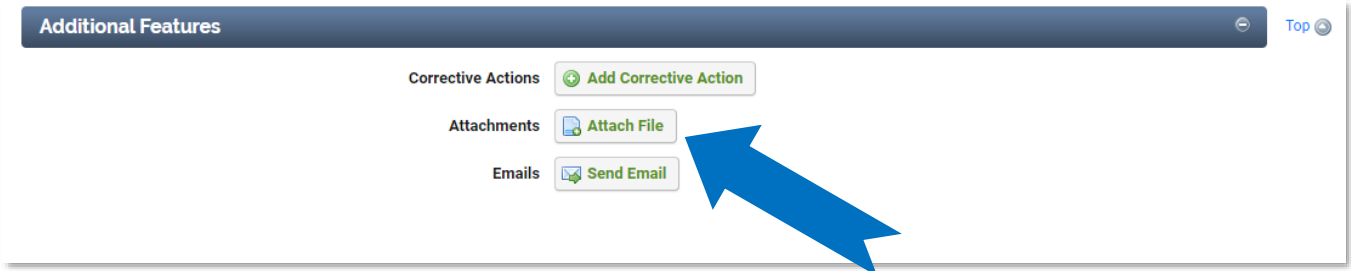 Additional Features Top
Corrective Actions Add Corrective Action
Attachments Attach File
Emails Send Email